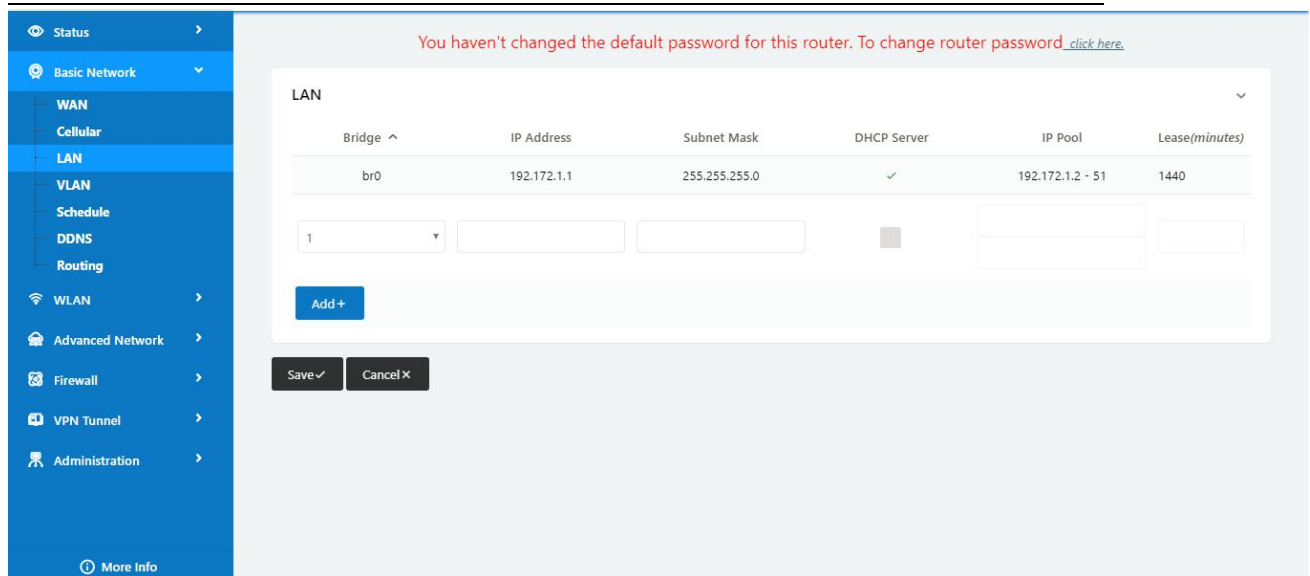 Status
Basic Network
WAN
Cellular
LAN
VLAN
Schedule
DDNS
Routing
WLAN
Advanced Network
Firewall
VPN Tunnel
Administration
More Info
You haven't changed the default password for this router. To change router password click here.
LAN
Bridge IP Address Subnet Mask DHCP Server IP Pool Lease(minutes)
br0 192.172.1.1 255.255.255.0 ✓ 192.172.1.2 - 51 1440
1
Add+
Save✓ Cancel×